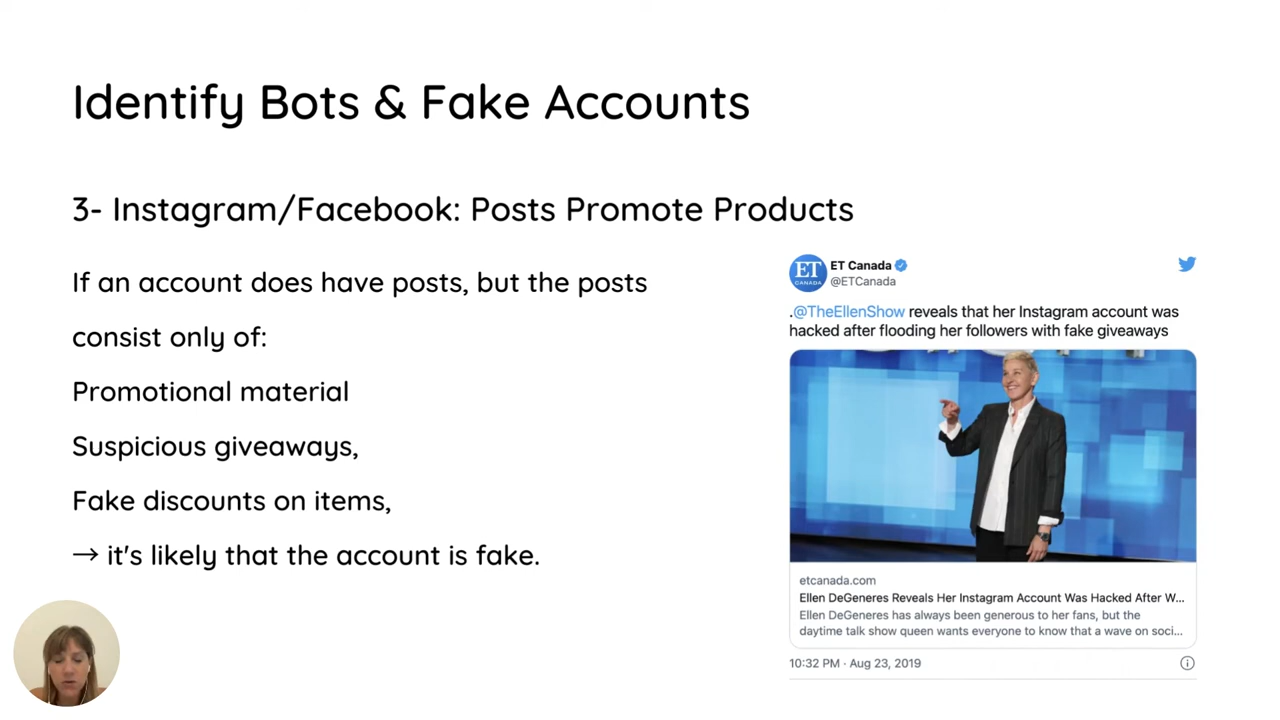 Identify Bots & Fake Accounts
3- Instagram/Facebook: Posts Promote Products
If an account does have posts, but the posts
consist only of:
Promotional material
Suspicious giveaways,
Fake discounts on items,
→ it's likely that the account is fake.
ET
CANADA
ET Canada
@ETCanada
.@TheEllenShow reveals that her Instagram account was
hacked after flooding her followers with fake giveaways
etcanada.com
Ellen DeGeneres Reveals Her Instagram Account Was Hacked After W...
Ellen DeGeneres has always been generous to her fans, but the
daytime talk show queen wants everyone to know that a wave on soci...
10:32 PM · Aug 23, 2019